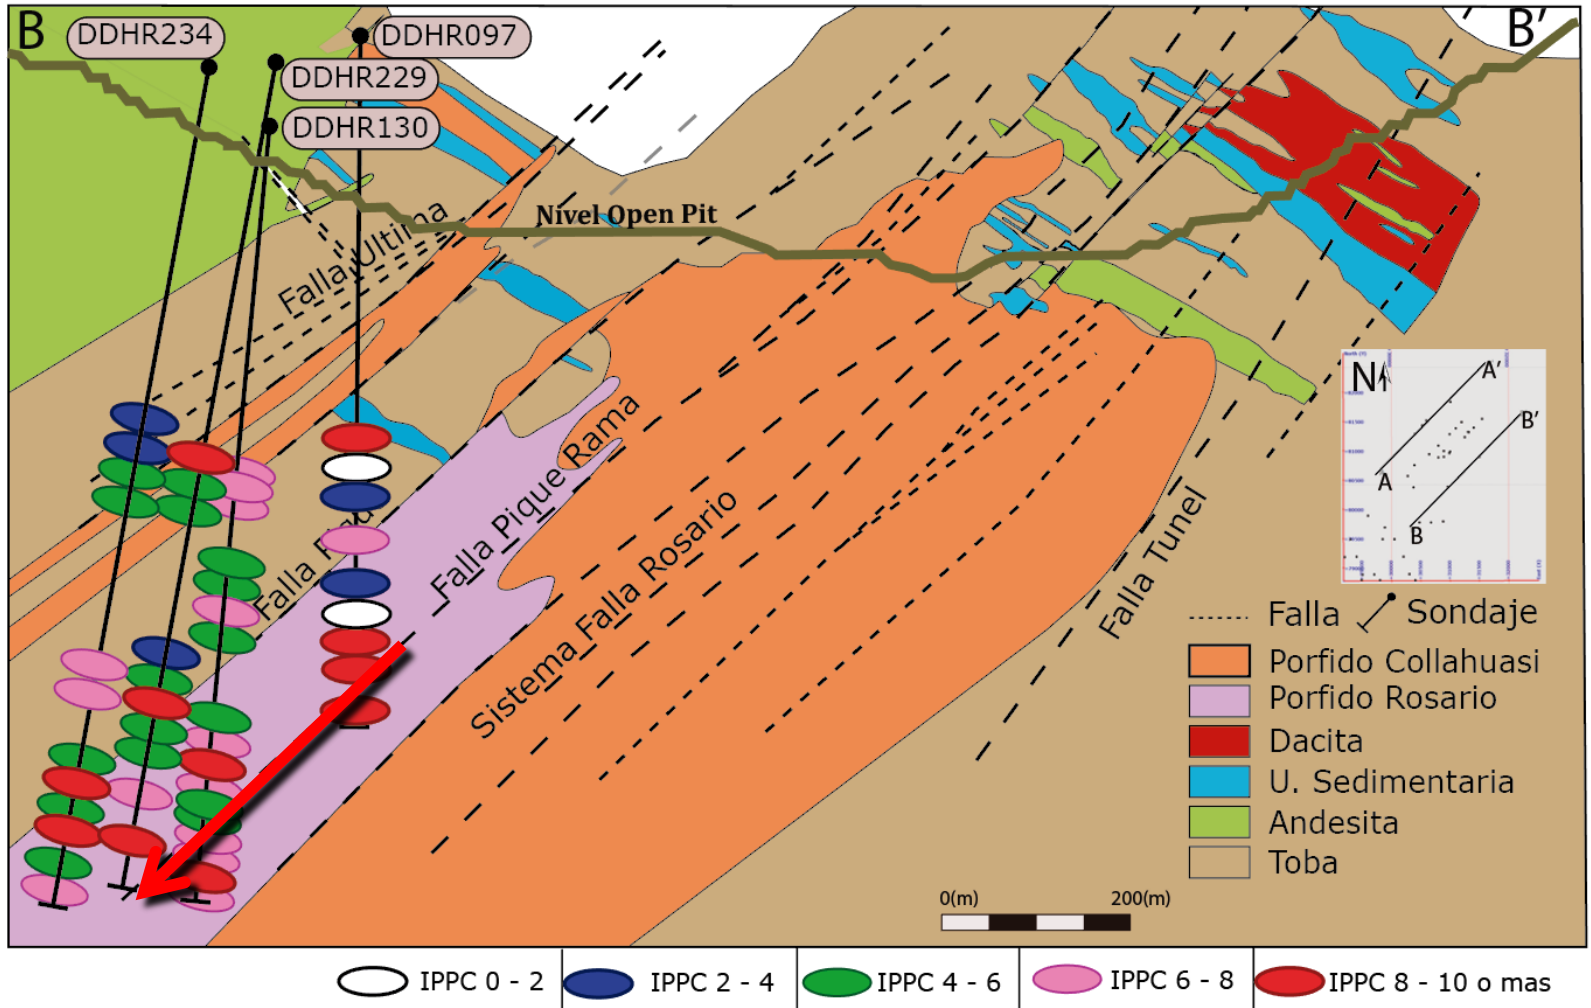 B
B'
DDHR234
DDHR097
DDHR229
DDHR130
Nivel Open Pit
Falla Ultima
Falla Pique Rama
Falla
Sistema Falla Rosario
Falla Tunel
N
A'
B'
A
B
Falla
Sondaje
Porfido Collahuasi
Porfido Rosario
Dacita
U. Sedimentaria
Andesita
Toba
0(m)
200(m)
IPPC 0 - 2
IPPC 2 - 4
IPPC 4 - 6
IPPC 6 - 8
IPPC 8 - 10 o mas